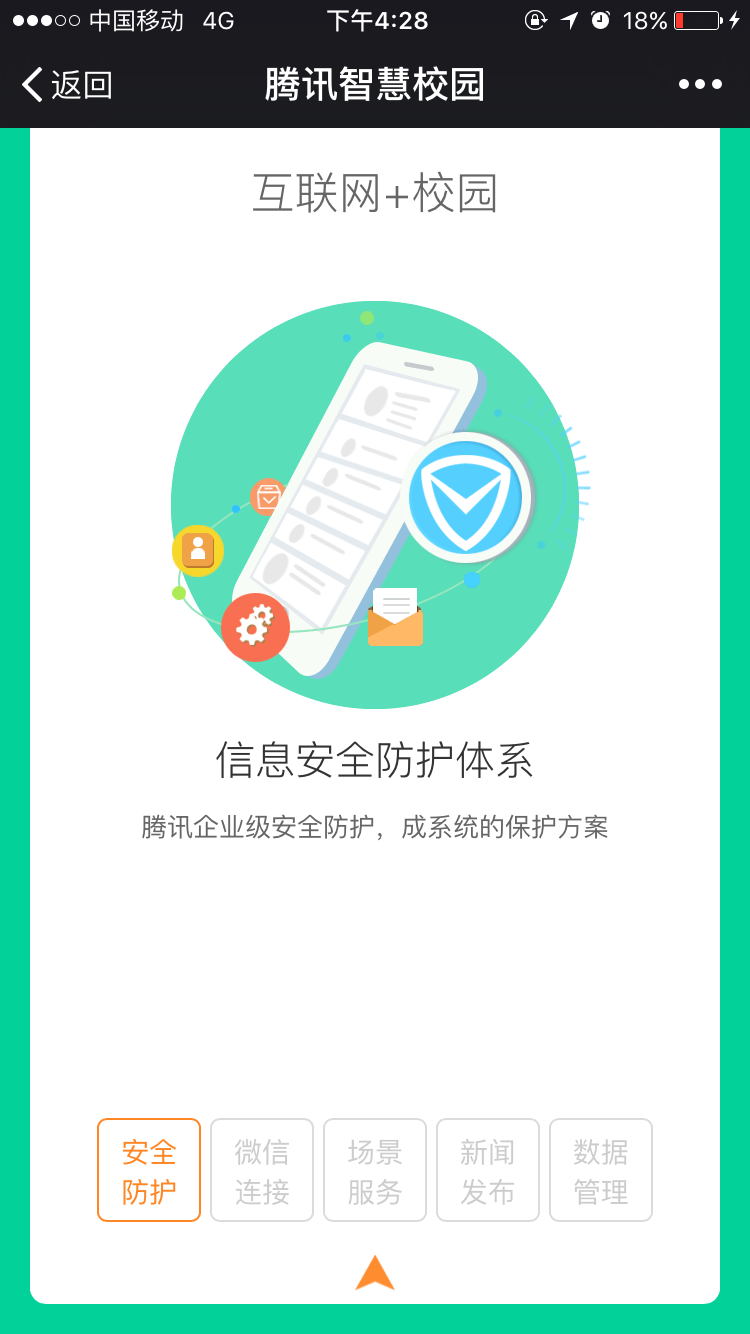 中国移动 4G 下午4:28 18%
返回 腾讯智慧校园
互联网+校园
信息安全防护体系
腾讯企业级安全防护，成系统的保护方案
安全 微信 场景 新闻 数据
防护 连接 服务 发布 管理